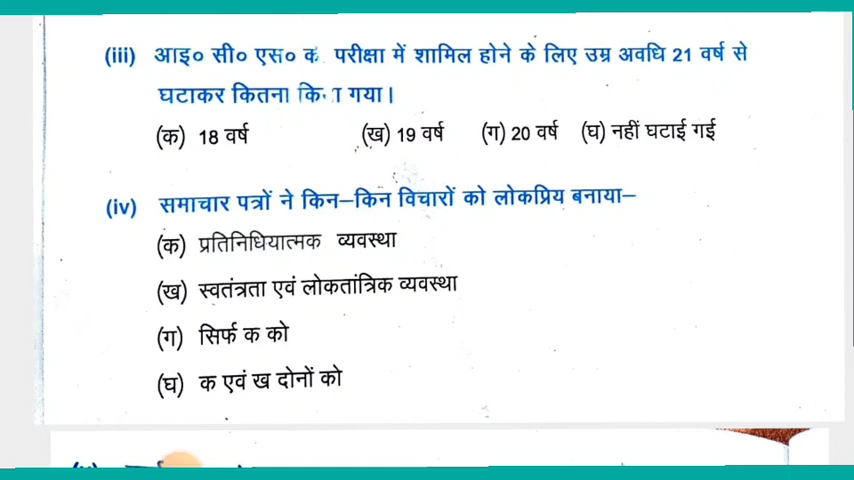 (iii) आइ० सी० एस० क परीक्षा में शामिल होने के लिए उम्र अवधि 21 वर्ष से
घटाकर कितना किया गया।
(क) 18 वर्ष (ख) 19 वर्ष (ग) 20 वर्ष (घ) नहीं घटाई गई
(iv) समाचार पत्रों ने किन–किन विचारों को लोकप्रिय बनाया–
(क) प्रतिनिधियात्मक व्यवस्था
(ख) स्वतंत्रता एवं लोकतांत्रिक व्यवस्था
(ग) सिर्फ क को
(घ) क एवं ख दोनों को